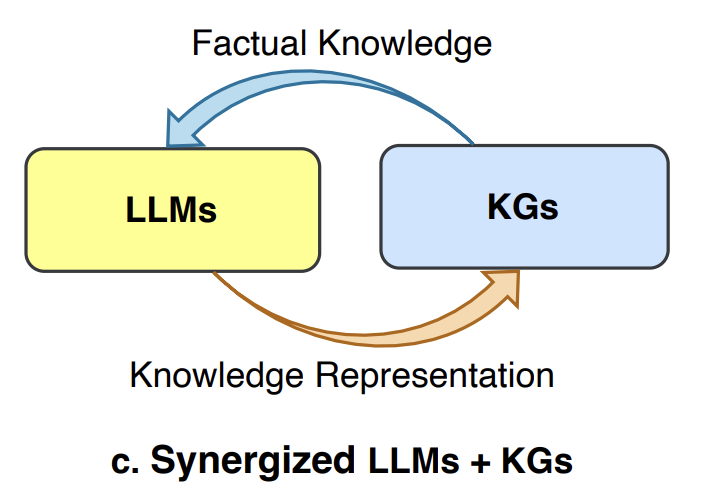 Factual Knowledge
LLMs
KGs
Knowledge Representation
c. Synergized LLMs + KGs